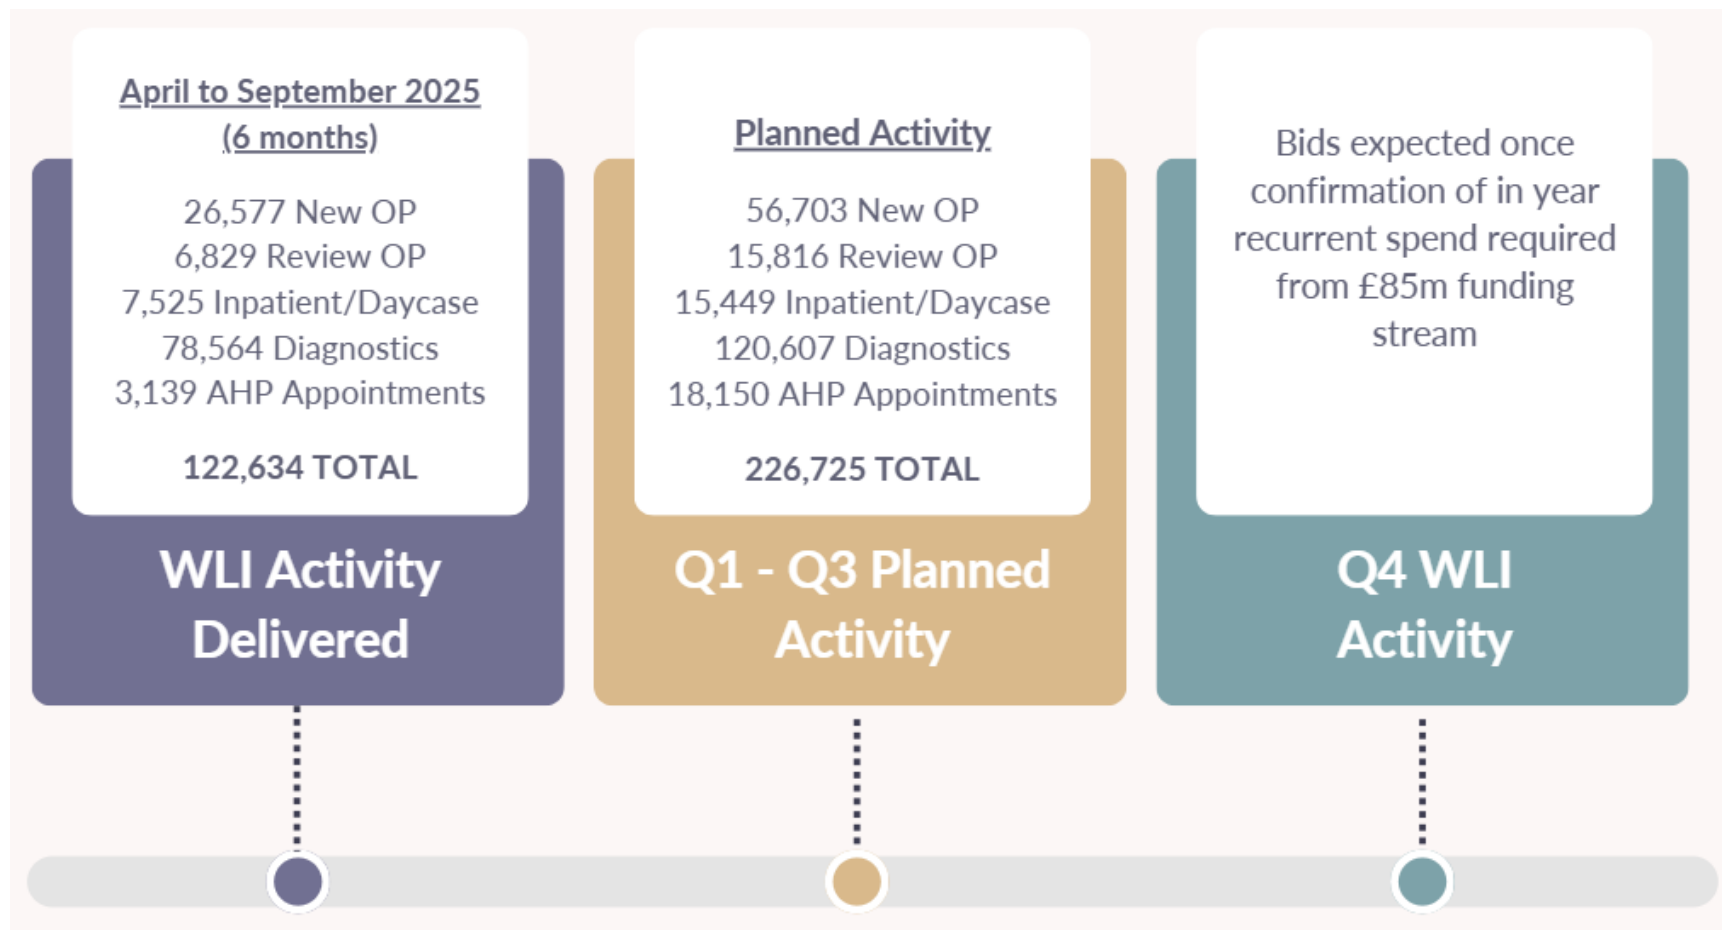 April to September 2025
(6 months)
26,577 New OP
6,829 Review OP
7,525 Inpatient/Daycase
78,564 Diagnostics
3,139 AHP Appointments
122,634 TOTAL
WLI Activity
Delivered
Planned Activity
56,703 New OP
15,816 Review OP
15,449 Inpatient/Daycase
120,607 Diagnostics
18,150 AHP Appointments
226,725 TOTAL
Q1 - Q3 Planned
Activity
Bids expected once
confirmation of in year
recurrent spend required
from £85m funding
stream
Q4 WLI
Activity